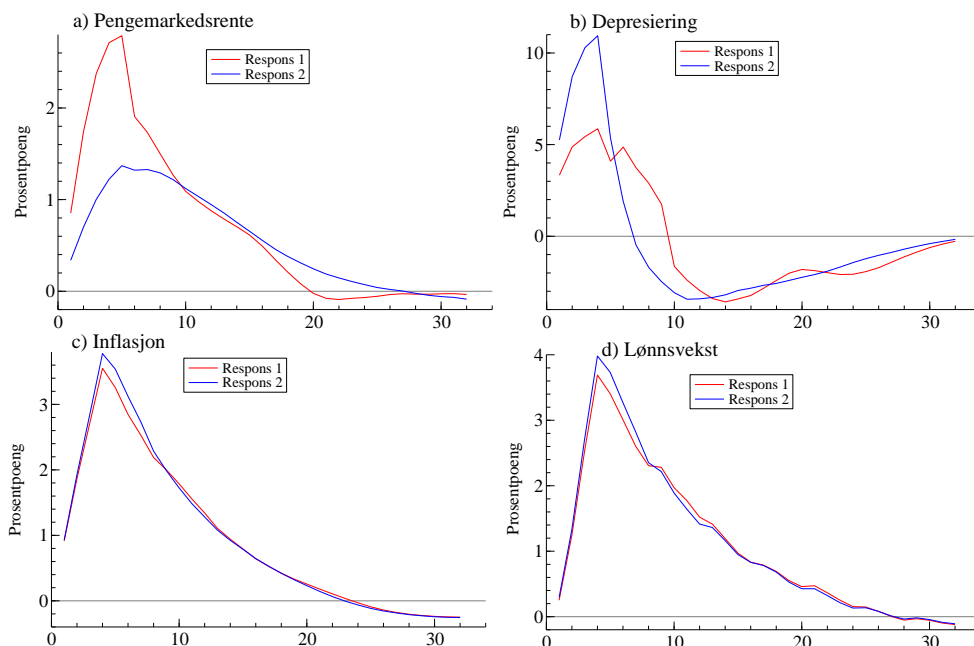 a) Pengemarkedsrente
Prosentpoeng
2
1
0
Respons 1
Respons 2
0
10
20
30
b) Depresiering
Prosentpoeng
10
5
0
Respons 1
Respons 2
0
10
20
30
c) Inflasjon
Prosentpoeng
3
2
1
0
Respons 1
Respons 2
0
10
20
30
d) Lønnsvekst
Prosentpoeng
4
3
2
1
0
Respons 1
Respons 2
0
10
20
30